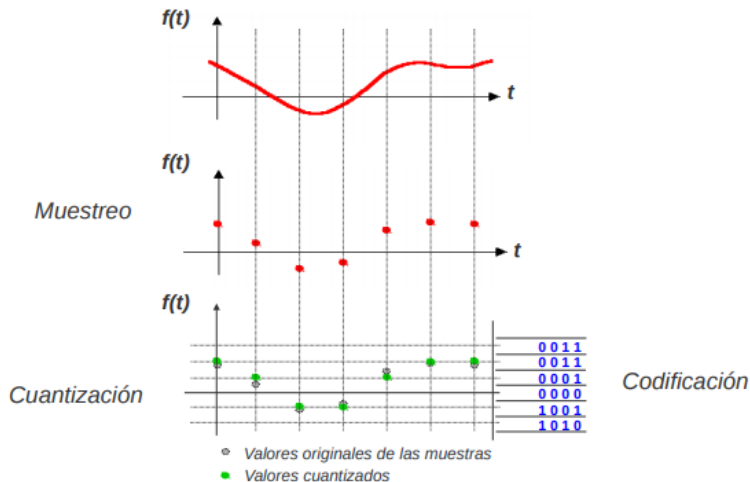 f(t)
t
f(t)
Muestreo
t
f(t)
0 0 1 1
0 0 1 1
0 0 0 1
Cuantización
Codificación
0 0 0 0
1 0 0 1
1 0 1 0
Valores originales de las muestras
Valores cuantizados